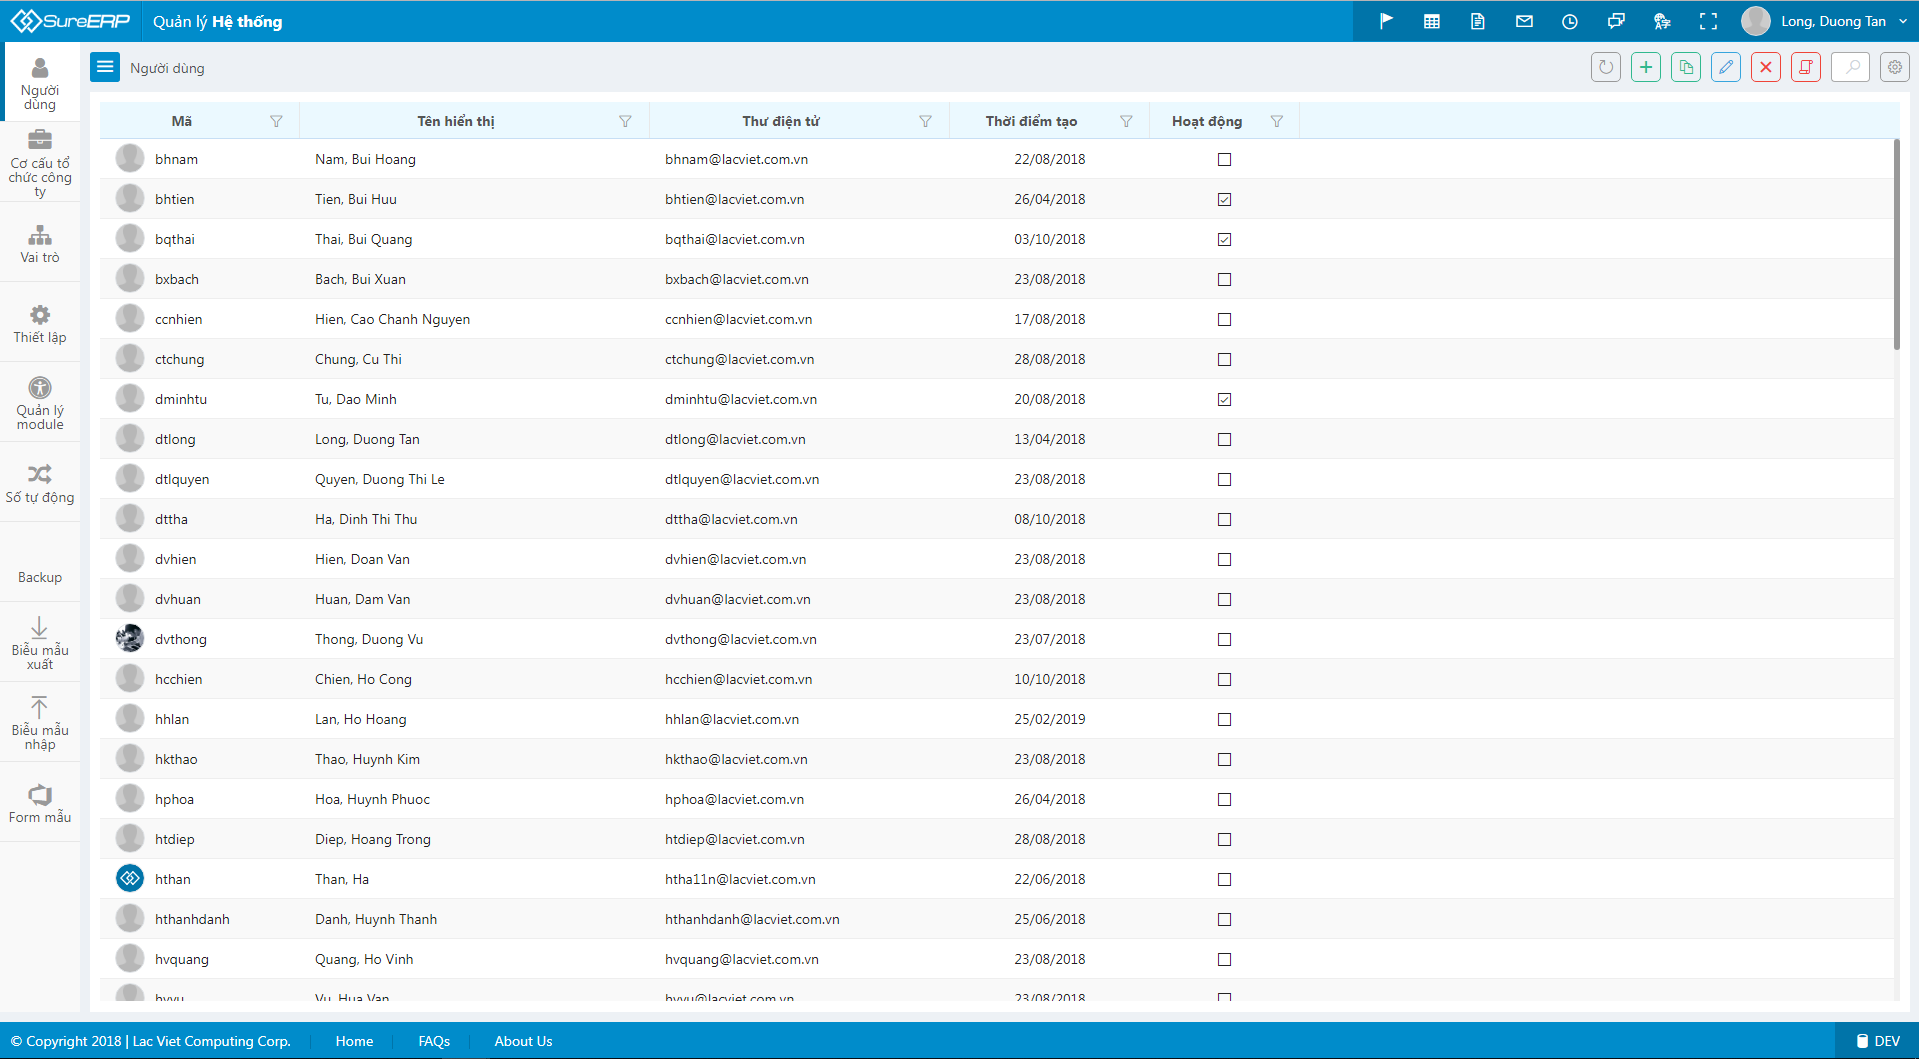 SureERP Quản lý Hệ thống Long, Duong Tan
Người dùng
Người
dùng
Cơ cấu tổ
chức công
ty
Vai trò
Thiết lập
Quản lý
module
Số tự động
Backup
Biễu mẫu
xuất
Biễu mẫu
nhập
Form mẫu
Mã Tên hiển thị Thư điện tử Thời điểm tạo Hoạt động
bhnam Nam, Bui Hoang bhnam@lacviet.com.vn 22/08/2018
bhtien Tien, Bui Huu bhtien@lacviet.com.vn 26/04/2018
bqthai Thai, Bui Quang bqthai@lacviet.com.vn 03/10/2018
bxbach Bach, Bui Xuan bxbach@lacviet.com.vn 23/08/2018
ccnhien Hien, Cao Chanh Nguyen ccnhien@lacviet.com.vn 17/08/2018
ctchung Chung, Cu Thi ctchung@lacviet.com.vn 28/08/2018
dminhtu Tu, Dao Minh dminhtu@lacviet.com.vn 20/08/2018
dtlong Long, Duong Tan dtlong@lacviet.com.vn 13/04/2018
dtlquyen Quyen, Duong Thi Le dtlquyen@lacviet.com.vn 23/08/2018
dttha Ha, Dinh Thi Thu dttha@lacviet.com.vn 08/10/2018
dvhien Hien, Doan Van dvhien@lacviet.com.vn 23/08/2018
dvhuan Huan, Dam Van dvhuan@lacviet.com.vn 23/08/2018
dvthong Thong, Duong Vu dvthong@lacviet.com.vn 23/07/2018
hcchien Chien, Ho Cong hcchien@lacviet.com.vn 10/10/2018
hhlan Lan, Ho Hoang hhlan@lacviet.com.vn 25/02/2019
hkthao Thao, Huynh Kim hkthao@lacviet.com.vn 23/08/2018
hphoa Hoa, Huynh Phuoc hphoa@lacviet.com.vn 26/04/2018
htdiep Diep, Hoang Trong htdiep@lacviet.com.vn 28/08/2018
hthan Than, Ha htha11n@lacviet.com.vn 22/06/2018
hthanhdanh Danh, Huynh Thanh hthanhdanh@lacviet.com.vn 25/06/2018
hvquang Quang, Ho Vinh hvquang@lacviet.com.vn 23/08/2018
hvvu Vu, Hua Van hvvu@lacviet.com.vn 23/08/2018
© Copyright 2018 | Lac Viet Computing Corp. Home FAQs About Us DEV